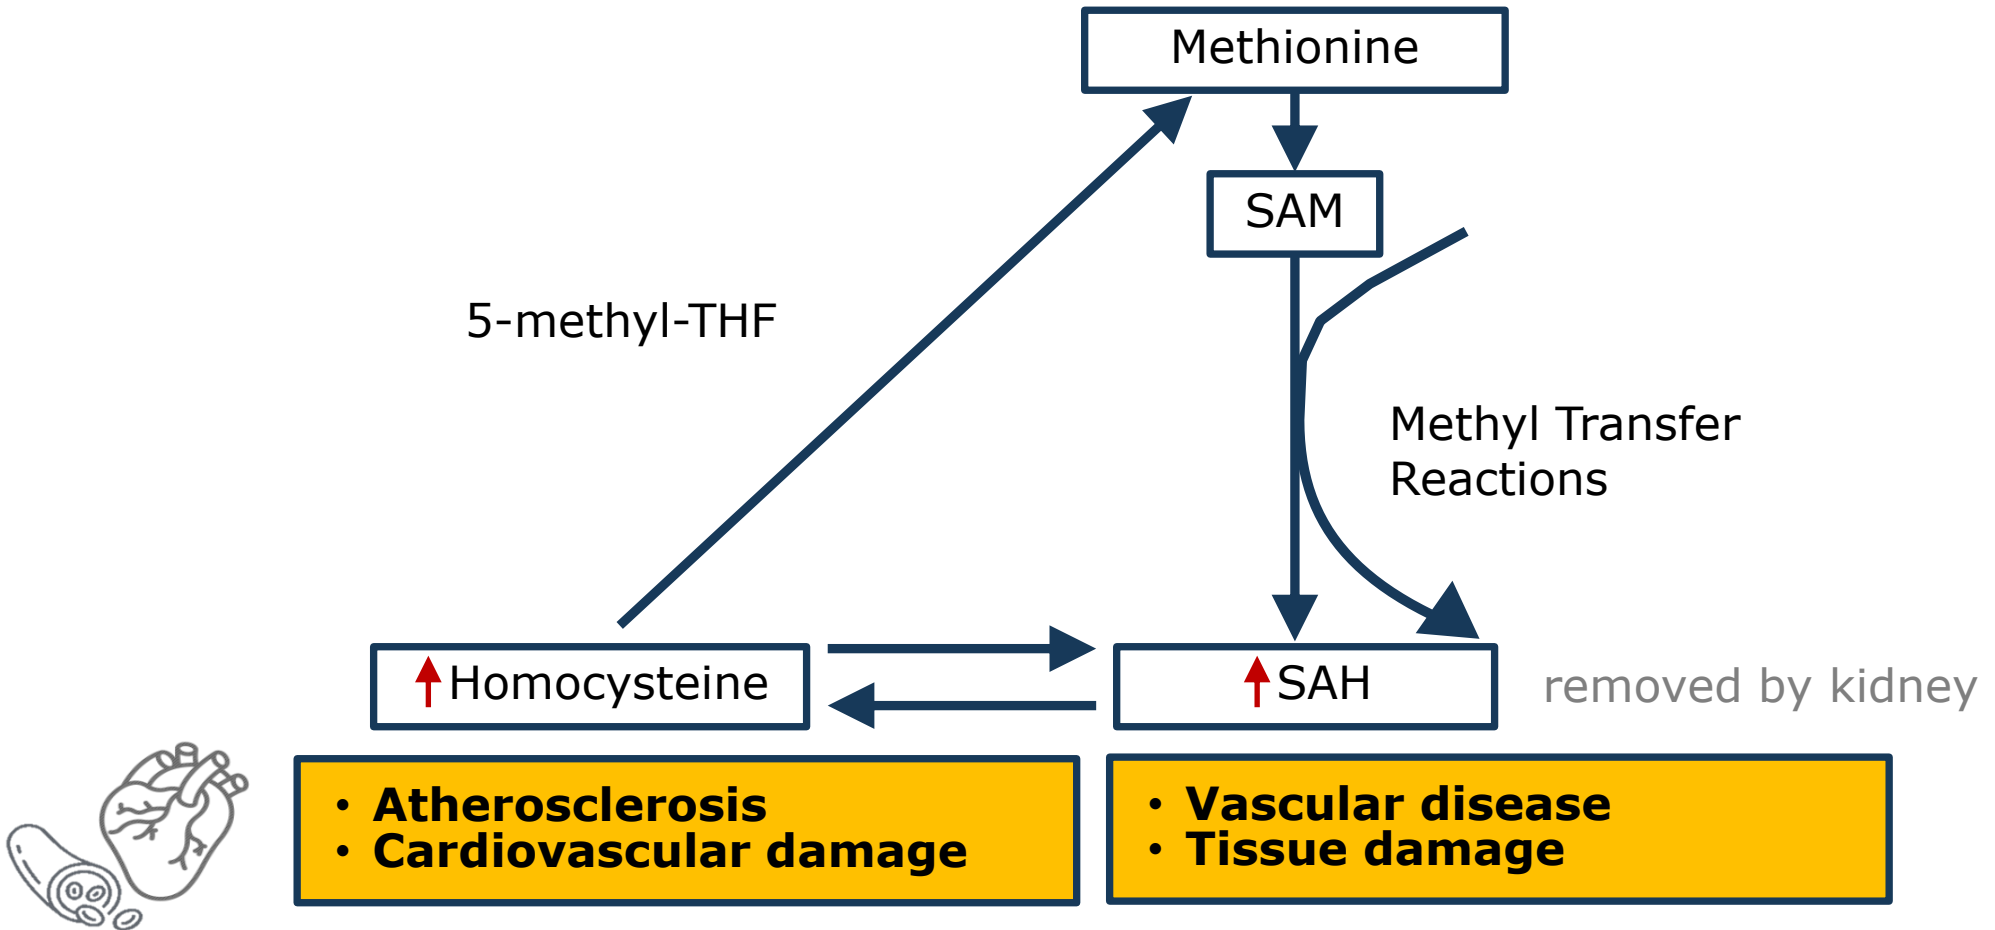 Methionine
SAM
5-methyl-THF
Methyl Transfer
Reactions
Homocysteine
SAH
removed by kidney
• Atherosclerosis
• Cardiovascular damage
• Vascular disease
• Tissue damage